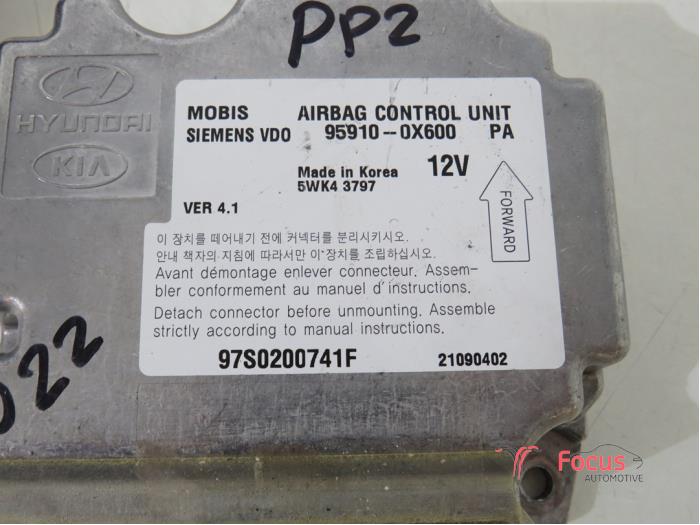 PP2
HYUNDAI
KIA
MOBIS AIRBAG CONTROL UNIT
SIEMENS VDO 95910-0X600 PA
Made in Korea 12V
5WK4 3797
VER 4.1
FORWARD
이 장치를 떼어내기 전에 커넥터를 분리시키시오.
안내 책자의 지침에 따라서만 이 장치를 조립하십시오.
Avant démontage enlever connecteur. Assem-
bler conformement au manuel d'instructions.
Detach connector before unmounting. Assemble
strictly according to manual instructions.
97S0200741F 21090402
022
Focus
AUTOMOTIVE